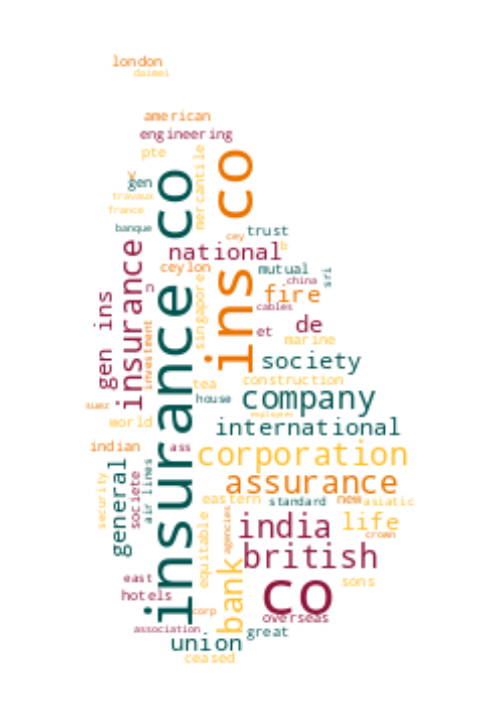 london
daimei
american
engineering
pte
mercantile
ins co
insurance co
x
gen
travaux
france
banque
cey
trust
b
national
insurance
ceylon
mutual
sri
china
singapore
n
gen ins
fire
cables
investment
et
de
marine
society
tea
construction
suez
house
company
employees
world
international
indian
ass
corporation
general
security
societe
air lines
assurance
eastern
standard
new
asiatic
equitable
agencies
india
life
crown
british
bank
east
hotels
corp
co
sons
overseas
association
great
union
ceased